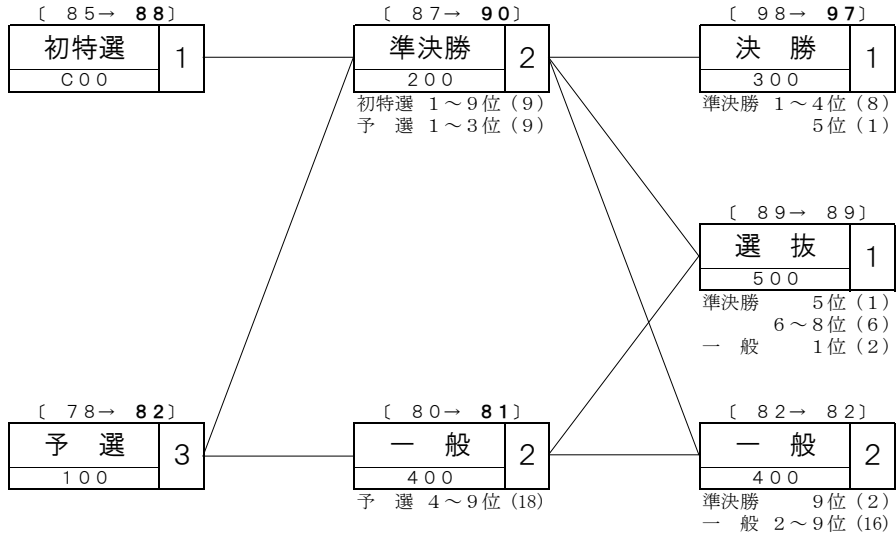 〔 85→ 88〕
初特選 1
C00
〔 87→ 90〕
準決勝 2
200
初特選 1～9位 (9)
予 選 1～3位 (9)
〔 98→ 97〕
決 勝 1
300
準決勝 1～4位 (8)
5位 (1)
〔 89→ 89〕
選 抜 1
500
準決勝 5位 (1)
6～8位 (6)
一 般 1位 (2)
〔 78→ 82〕
予 選 3
100
〔 80→ 81〕
一 般 2
400
予 選 4～9位 (18)
〔 82→ 82〕
一 般 2
400
準決勝 9位 (2)
一 般 2～9位 (16)